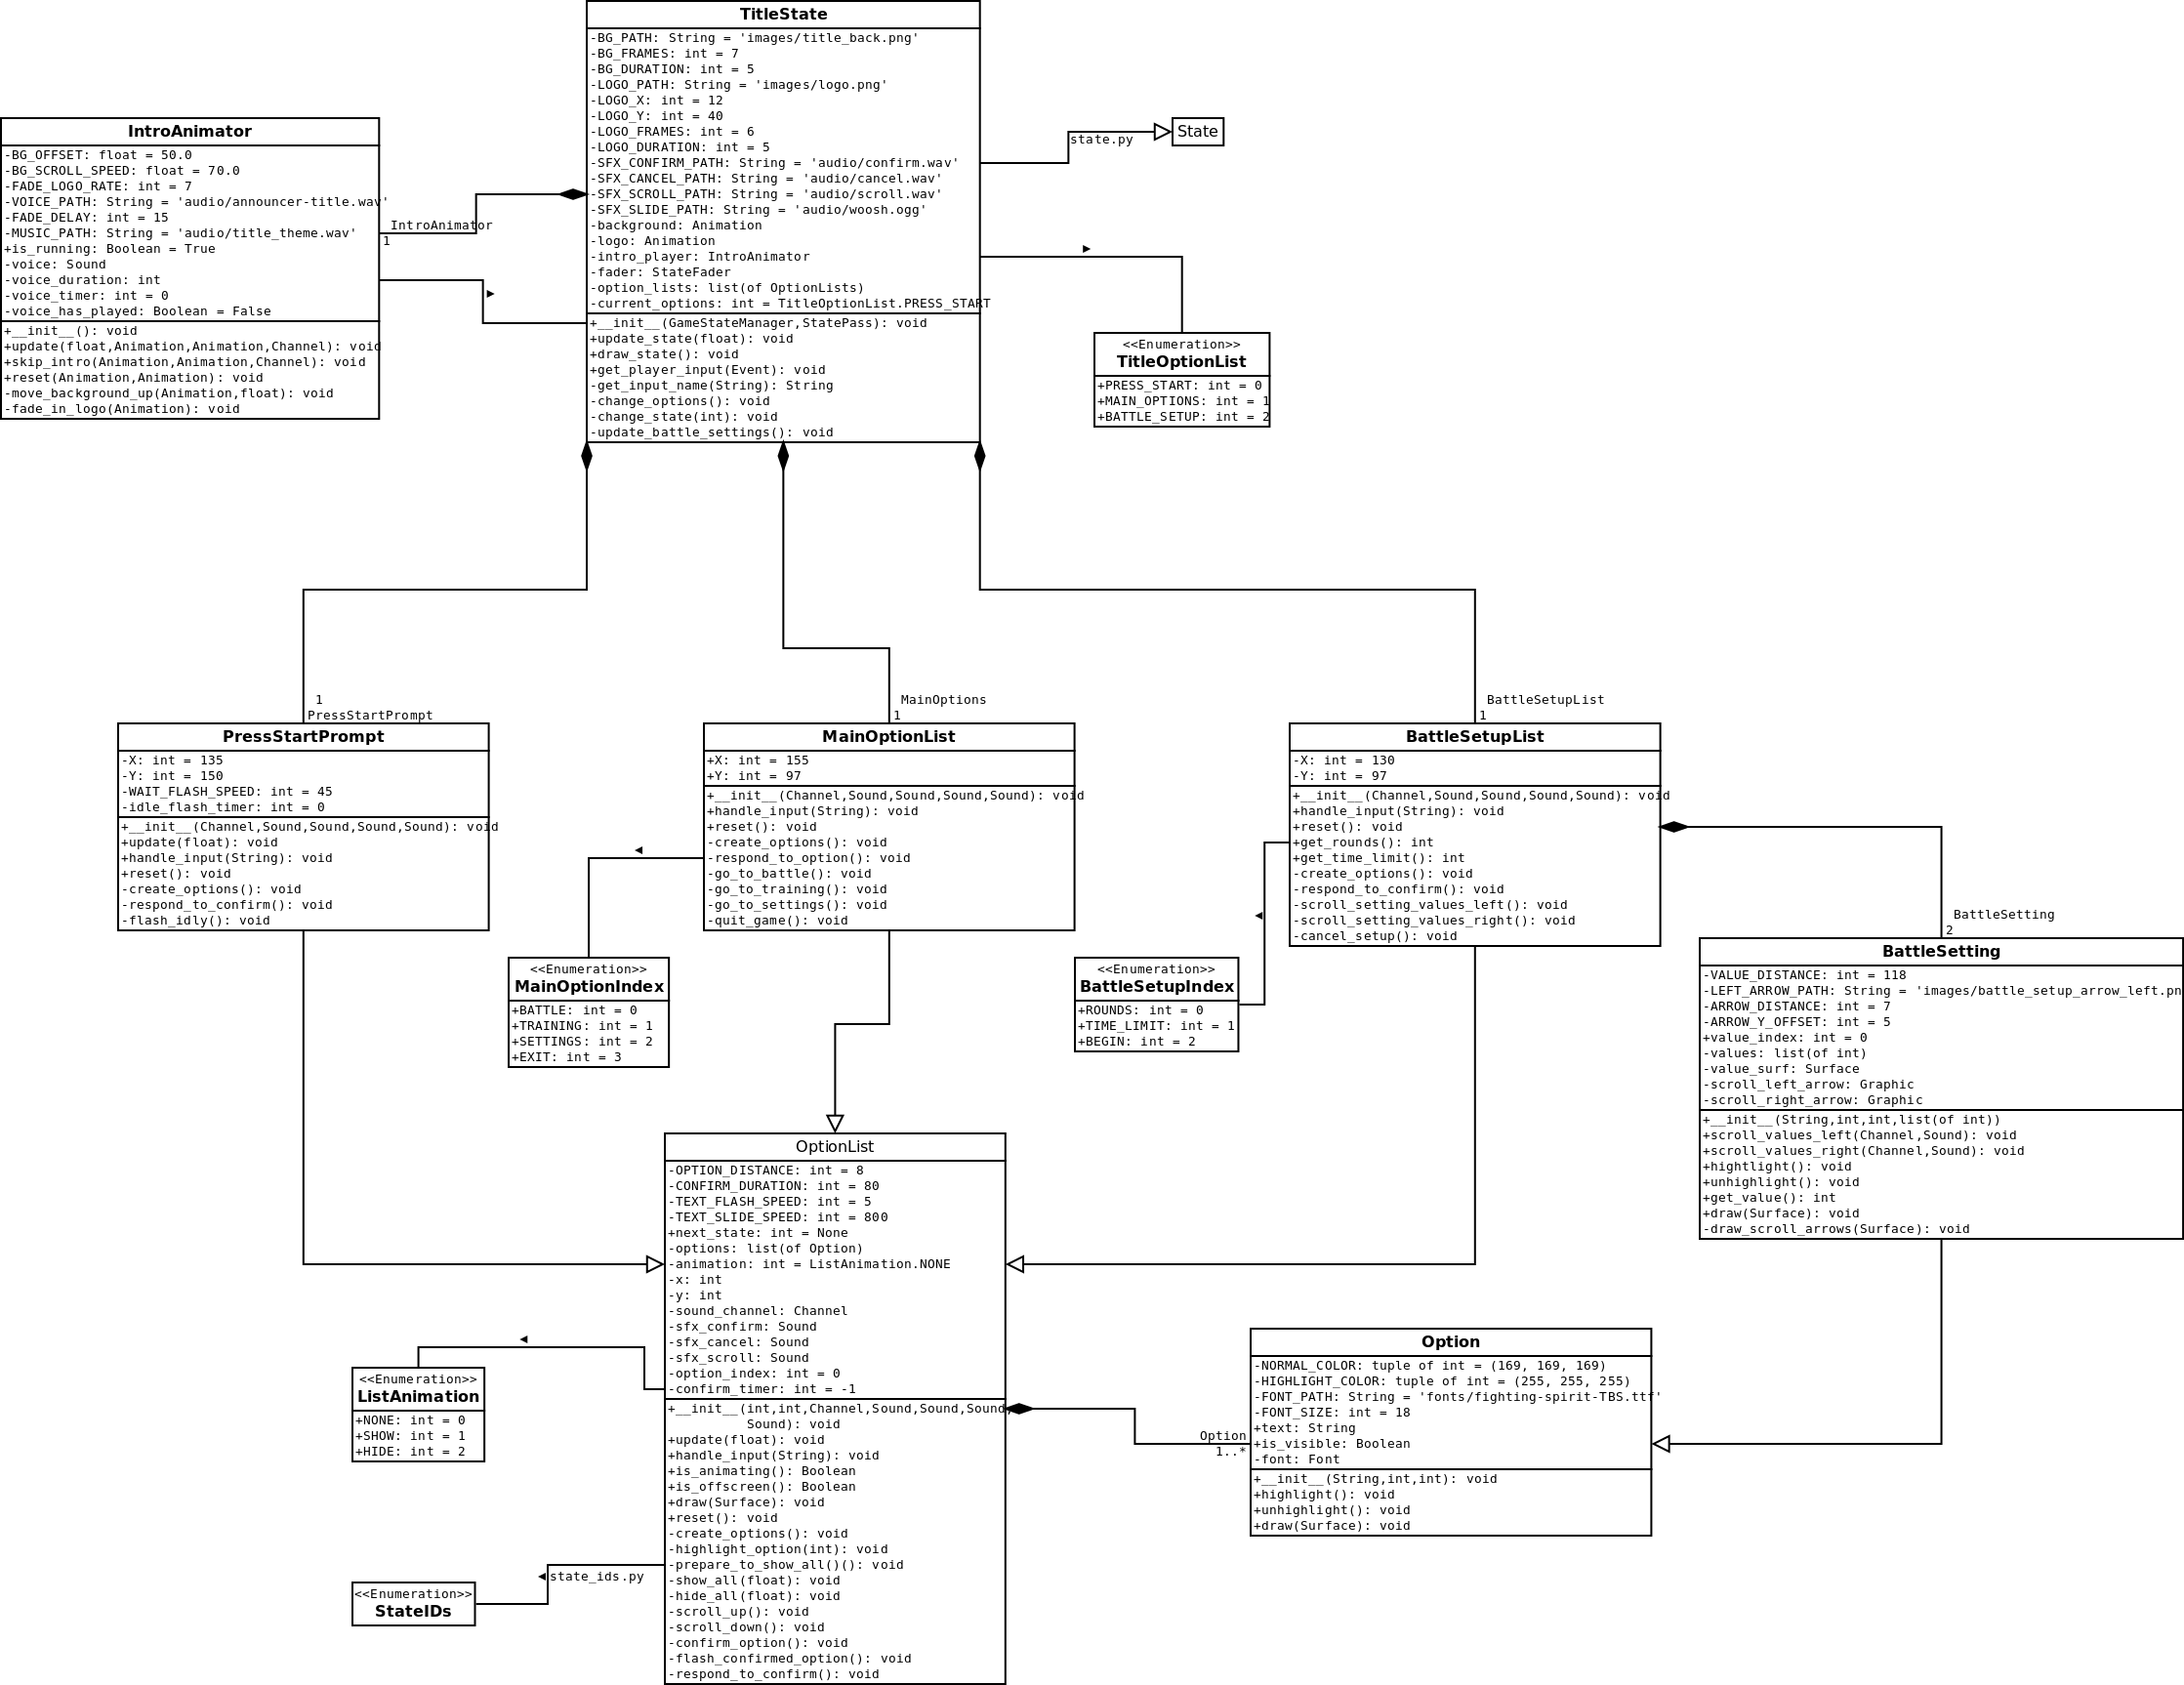 TitleState
-BG_PATH: String = 'images/title_back.png'
-BG_FRAMES: int = 7
-BG_DURATION: int = 5
-LOGO_PATH: String = 'images/logo.png'
-LOGO_X: int = 12
-LOGO_Y: int = 40
-LOGO_FRAMES: int = 6
-LOGO_DURATION: int = 5
-SFX_CONFIRM_PATH: String = 'audio/confirm.wav'
-SFX_CANCEL_PATH: String = 'audio/cancel.wav'
-SFX_SCROLL_PATH: String = 'audio/scroll.wav'
-SFX_SLIDE_PATH: String = 'audio/woosh.ogg'
-background: Animation
-logo: Animation
-intro_player: IntroAnimator
-fader: StateFader
-option_lists: list(of OptionLists)
-current_options: int = TitleOptionList.PRESS_START
+__init__(GameStateManager,StatePass): void
+update_state(float): void
+draw_state(): void
+get_player_input(Event): void
-get_input_name(String): String
-change_options(): void
-change_state(int): void
-update_battle_settings(): void
IntroAnimator
-BG_OFFSET: float = 50.0
-BG_SCROLL_SPEED: float = 70.0
-FADE_LOGO_RATE: int = 7
-VOICE_PATH: String = 'audio/announcer-title.wav'
-FADE_DELAY: int = 15
-MUSIC_PATH: String = 'audio/title_theme.wav'
+is_running: Boolean = True
-voice: Sound
-voice_duration: int
-voice_timer: int = 0
-voice_has_played: Boolean = False
+__init__(): void
+update(float,Animation,Animation,Channel): void
+skip_intro(Animation,Animation,Channel): void
+reset(Animation,Animation): void
-move_background_up(Animation,float): void
-fade_in_logo(Animation): void
IntroAnimator
1
state.py
State
<<Enumeration>>
TitleOptionList
+PRESS_START: int = 0
+MAIN_OPTIONS: int = 1
+BATTLE_SETUP: int = 2
1
PressStartPrompt
PressStartPrompt
-X: int = 135
-Y: int = 150
-WAIT_FLASH_SPEED: int = 45
-idle_flash_timer: int = 0
+__init__(Channel,Sound,Sound,Sound,Sound): void
+update(float): void
+handle_input(String): void
+reset(): void
-create_options(): void
-respond_to_confirm(): void
-flash_idly(): void
MainOptions
1
MainOptionList
+X: int = 155
+Y: int = 97
+__init__(Channel,Sound,Sound,Sound,Sound): void
+handle_input(String): void
+reset(): void
-create_options(): void
-respond_to_option(): void
-go_to_battle(): void
-go_to_training(): void
-go_to_settings(): void
-quit_game(): void
BattleSetupList
1
BattleSetupList
-X: int = 130
-Y: int = 97
+__init__(Channel,Sound,Sound,Sound,Sound): void
+handle_input(String): void
+reset(): void
+get_rounds(): int
+get_time_limit(): int
-create_options(): void
-respond_to_confirm(): void
-scroll_setting_values_left(): void
-scroll_setting_values_right(): void
-cancel_setup(): void
<<Enumeration>>
MainOptionIndex
+BATTLE: int = 0
+TRAINING: int = 1
+SETTINGS: int = 2
+EXIT: int = 3
<<Enumeration>>
BattleSetupIndex
+ROUNDS: int = 0
+TIME_LIMIT: int = 1
+BEGIN: int = 2
BattleSetting
2
BattleSetting
-VALUE_DISTANCE: int = 118
-LEFT_ARROW_PATH: String = 'images/battle_setup_arrow_left.pn
-ARROW_DISTANCE: int = 7
-ARROW_Y_OFFSET: int = 5
+value_index: int = 0
-values: list(of int)
-value_surf: Surface
-scroll_left_arrow: Graphic
-scroll_right_arrow: Graphic
+__init__(String,int,int,list(of int))
+scroll_values_left(Channel,Sound): void
+scroll_values_right(Channel,Sound): void
+hightlight(): void
+unhighlight(): void
+get_value(): int
+draw(Surface): void
-draw_scroll_arrows(Surface): void
OptionList
-OPTION_DISTANCE: int = 8
-CONFIRM_DURATION: int = 80
-TEXT_FLASH_SPEED: int = 5
-TEXT_SLIDE_SPEED: int = 800
+next_state: int = None
-options: list(of Option)
-animation: int = ListAnimation.NONE
-x: int
-y: int
-sound_channel: Channel
-sfx_confirm: Sound
-sfx_cancel: Sound
-sfx_scroll: Sound
-option_index: int = 0
-confirm_timer: int = -1
+__init__(int,int,Channel,Sound,Sound,Sound,
Sound): void
+update(float): void
+handle_input(String): void
+is_animating(): Boolean
+is_offscreen(): Boolean
+draw(Surface): void
+reset(): void
-create_options(): void
-highlight_option(int): void
-prepare_to_show_all()(): void
-show_all(float): void
-hide_all(float): void
-scroll_up(): void
-scroll_down(): void
-confirm_option(): void
-flash_confirmed_option(): void
-respond_to_confirm(): void
<<Enumeration>>
ListAnimation
+NONE: int = 0
+SHOW: int = 1
+HIDE: int = 2
state_ids.py
<<Enumeration>>
StateIDs
Option
1..*
Option
-NORMAL_COLOR: tuple of int = (169, 169, 169)
-HIGHLIGHT_COLOR: tuple of int = (255, 255, 255)
-FONT_PATH: String = 'fonts/fighting-spirit-TBS.ttf'
-FONT_SIZE: int = 18
+text: String
+is_visible: Boolean
-font: Font
+__init__(String,int,int): void
+highlight(): void
+unhighlight(): void
+draw(Surface): void